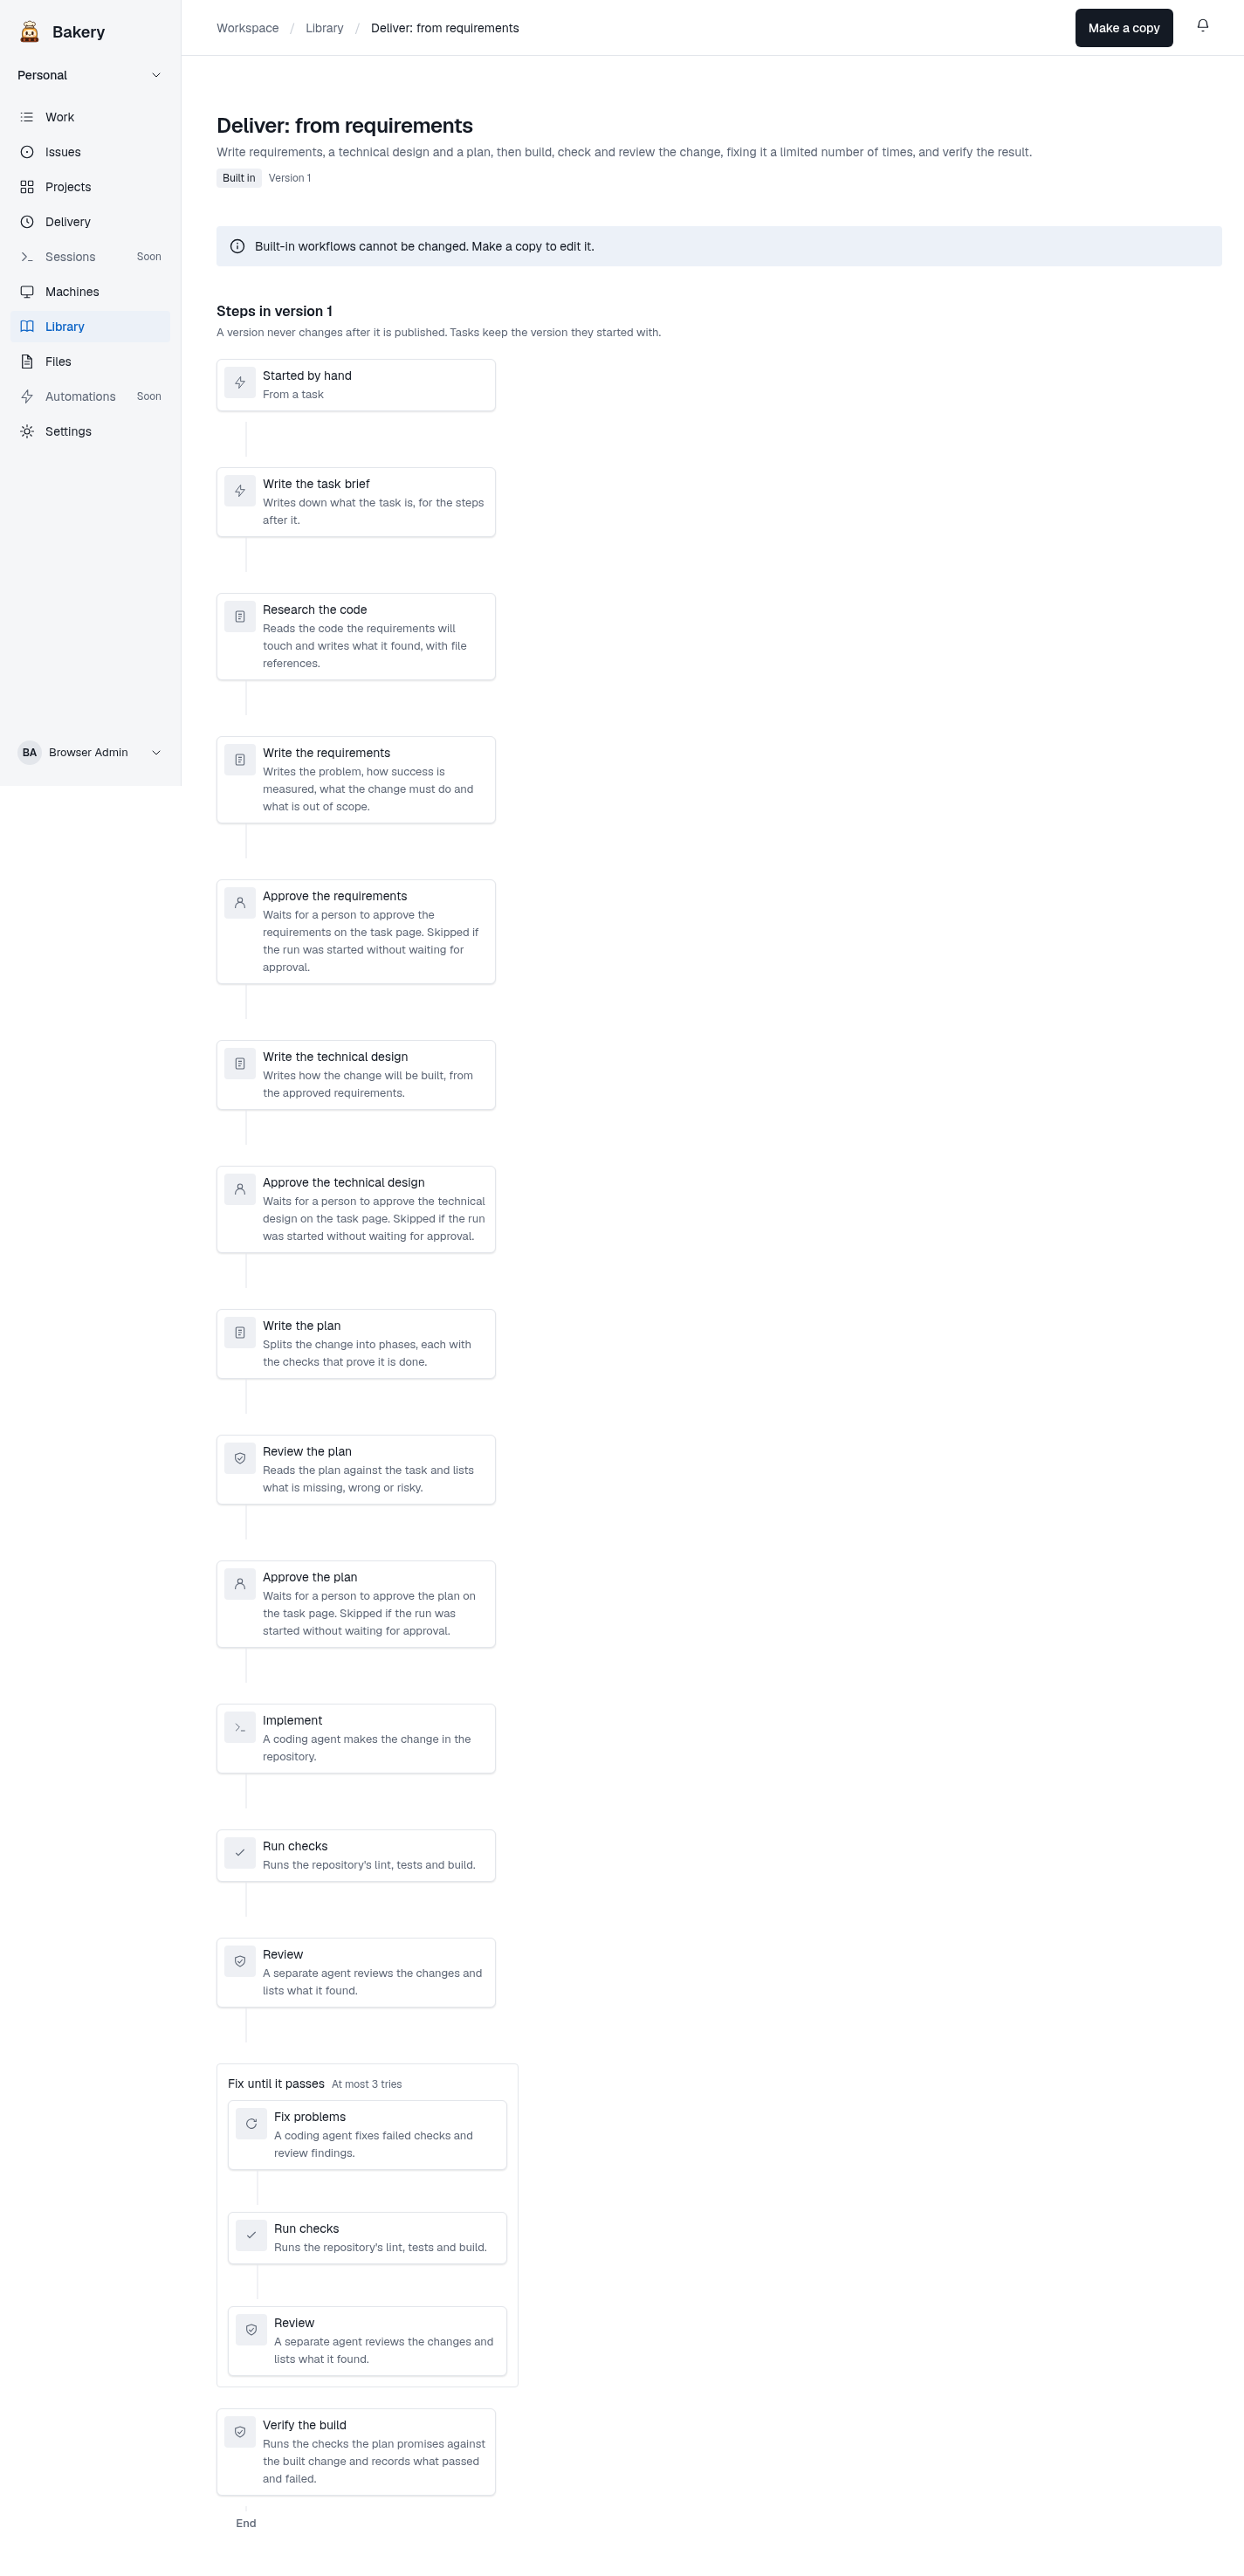 Bakery
Personal
Work
Issues
Projects
Delivery
Sessions Soon
Machines
Library
Files
Automations Soon
Settings
BA Browser Admin
Workspace / Library / Deliver: from requirements
Make a copy
Deliver: from requirements
Write requirements, a technical design and a plan, then build, check and review the change, fixing it a limited number of times, and verify the result.
Built in Version 1
Built-in workflows cannot be changed. Make a copy to edit it.
Steps in version 1
A version never changes after it is published. Tasks keep the version they started with.
Started by hand
From a task
Write the task brief
Writes down what the task is, for the steps
after it.
Research the code
Reads the code the requirements will
touch and writes what it found, with file
references.
Write the requirements
Writes the problem, how success is
measured, what the change must do and
what is out of scope.
Approve the requirements
Waits for a person to approve the
requirements on the task page. Skipped if
the run was started without waiting for
approval.
Write the technical design
Writes how the change will be built, from
the approved requirements.
Approve the technical design
Waits for a person to approve the technical
design on the task page. Skipped if the run
was started without waiting for approval.
Write the plan
Splits the change into phases, each with
the checks that prove it is done.
Review the plan
Reads the plan against the task and lists
what is missing, wrong or risky.
Approve the plan
Waits for a person to approve the plan on
the task page. Skipped if the run was
started without waiting for approval.
Implement
A coding agent makes the change in the
repository.
Run checks
Runs the repository's lint, tests and build.
Review
A separate agent reviews the changes and
lists what it found.
Fix until it passes At most 3 tries
Fix problems
A coding agent fixes failed checks and
review findings.
Run checks
Runs the repository's lint, tests and build.
Review
A separate agent reviews the changes and
lists what it found.
Verify the build
Runs the checks the plan promises against
the built change and records what passed
and failed.
End